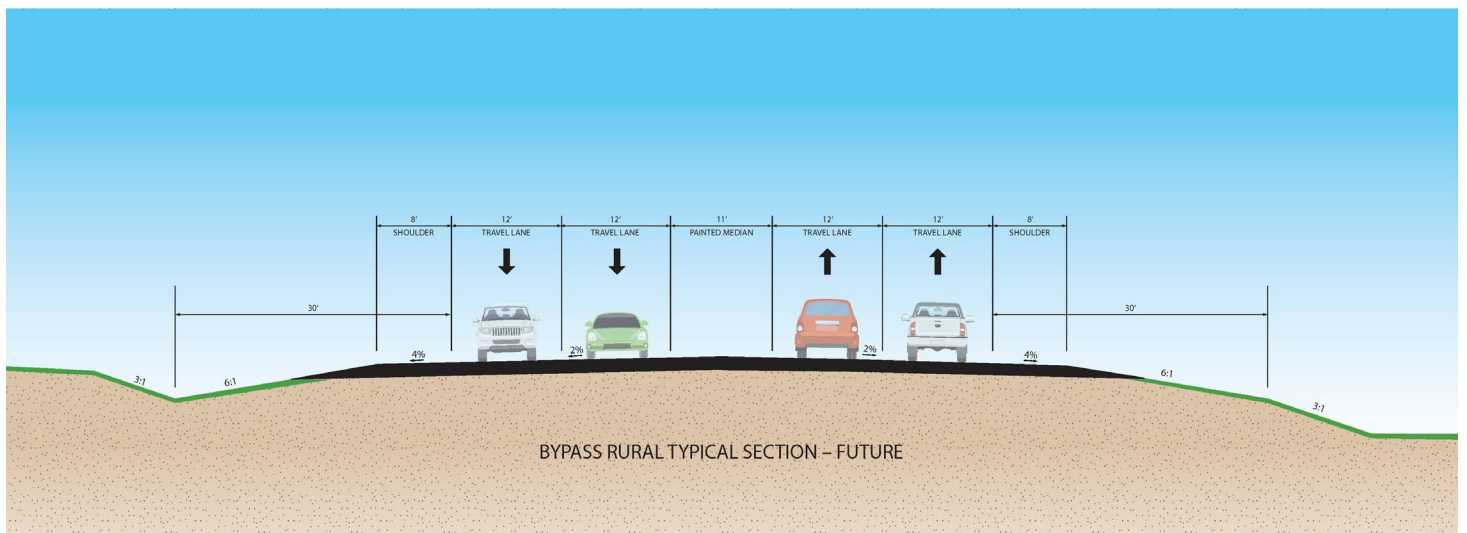 8' 12' 12' 11' 12' 12' 8'
SHOULDER TRAVEL LANE TRAVEL LANE PAINTED MEDIAN TRAVEL LANE TRAVEL LANE SHOULDER
30' 30'
4% 2% 2% 4%
3:1 6:1 6:1 3:1
BYPASS RURAL TYPICAL SECTION – FUTURE